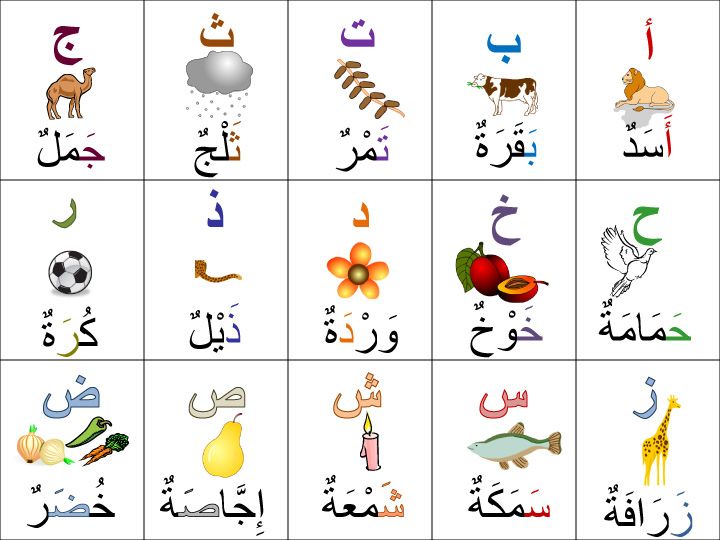 أ
أَسَدٌ
ب
بَقَرَةٌ
ت
تَمْرٌ
ث
ثَلْجٌ
ج
جَمَلٌ
ح
حَمَامَةٌ
خ
خَوْخٌ
د
وَرْدَةٌ
ذ
ذَيْلٌ
ر
كُرَةٌ
ز
زَرَافَةٌ
س
سَمَكَةٌ
ش
شَمْعَةٌ
ص
إِجَّاصَةٌ
ض
خُضَرٌ